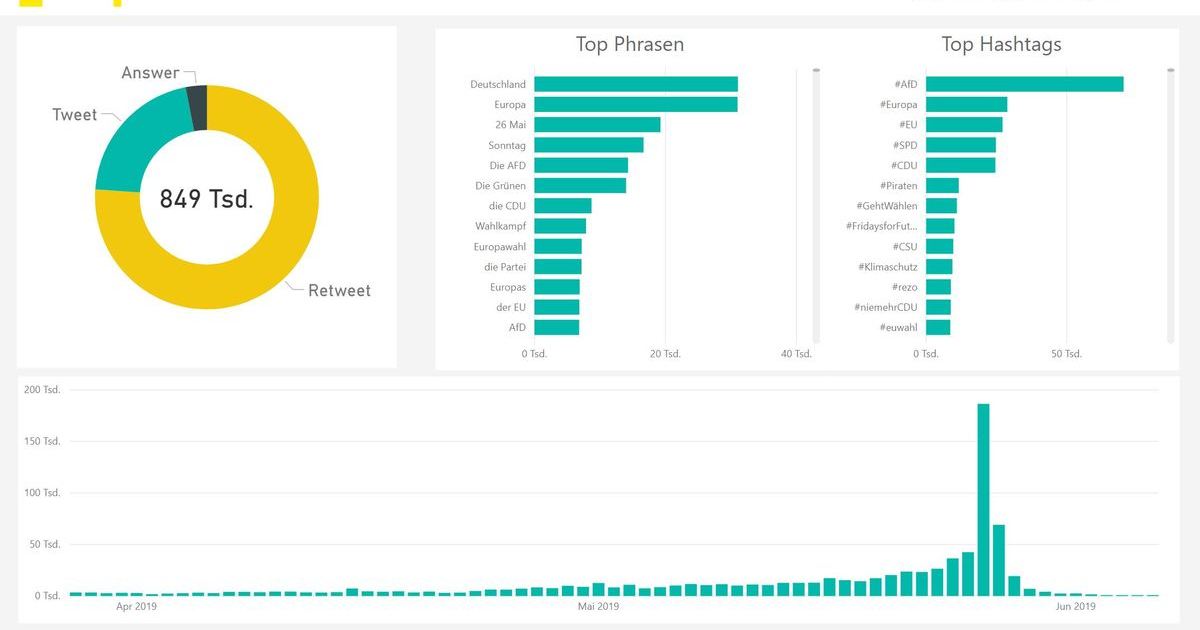 Answer
Tweet
849 Tsd.
Retweet
Top Phrasen
Deutschland
Europa
26 Mai
Sonntag
Die AFD
Die Grünen
die CDU
Wahlkampf
Europawahl
die Partei
Europas
der EU
AfD
0 Tsd. 20 Tsd. 40 Tsd.
Top Hashtags
#AfD
#Europa
#EU
#SPD
#CDU
#Piraten
#GehtWählen
#FridaysforFut...
#CSU
#Klimaschutz
#rezo
#niemehrCDU
#euwahl
0 Tsd. 50 Tsd.
200 Tsd.
150 Tsd.
100 Tsd.
50 Tsd.
0 Tsd.
Apr 2019 Mai 2019 Jun 2019